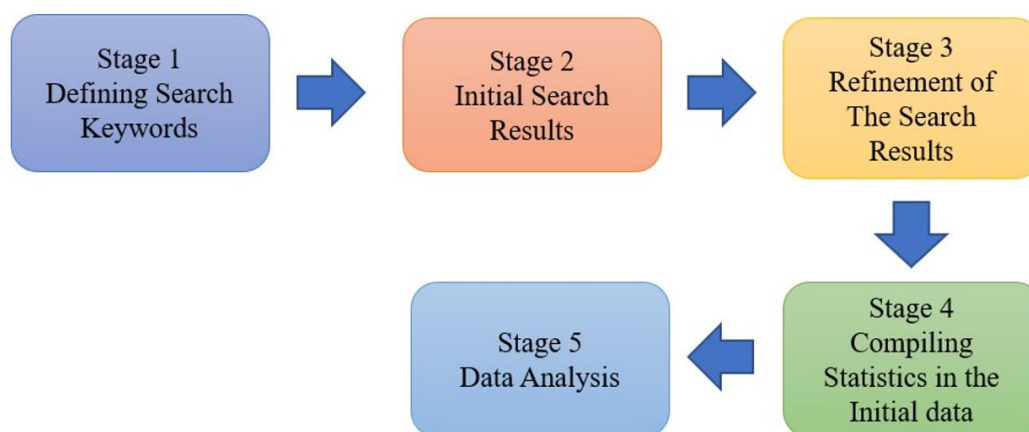 Stage 1
Defining Search
Keywords
Stage 2
Initial Search
Results
Stage 3
Refinement of
The Search
Results
Stage 4
Compiling
Statistics in the
Initial data
Stage 5
Data Analysis